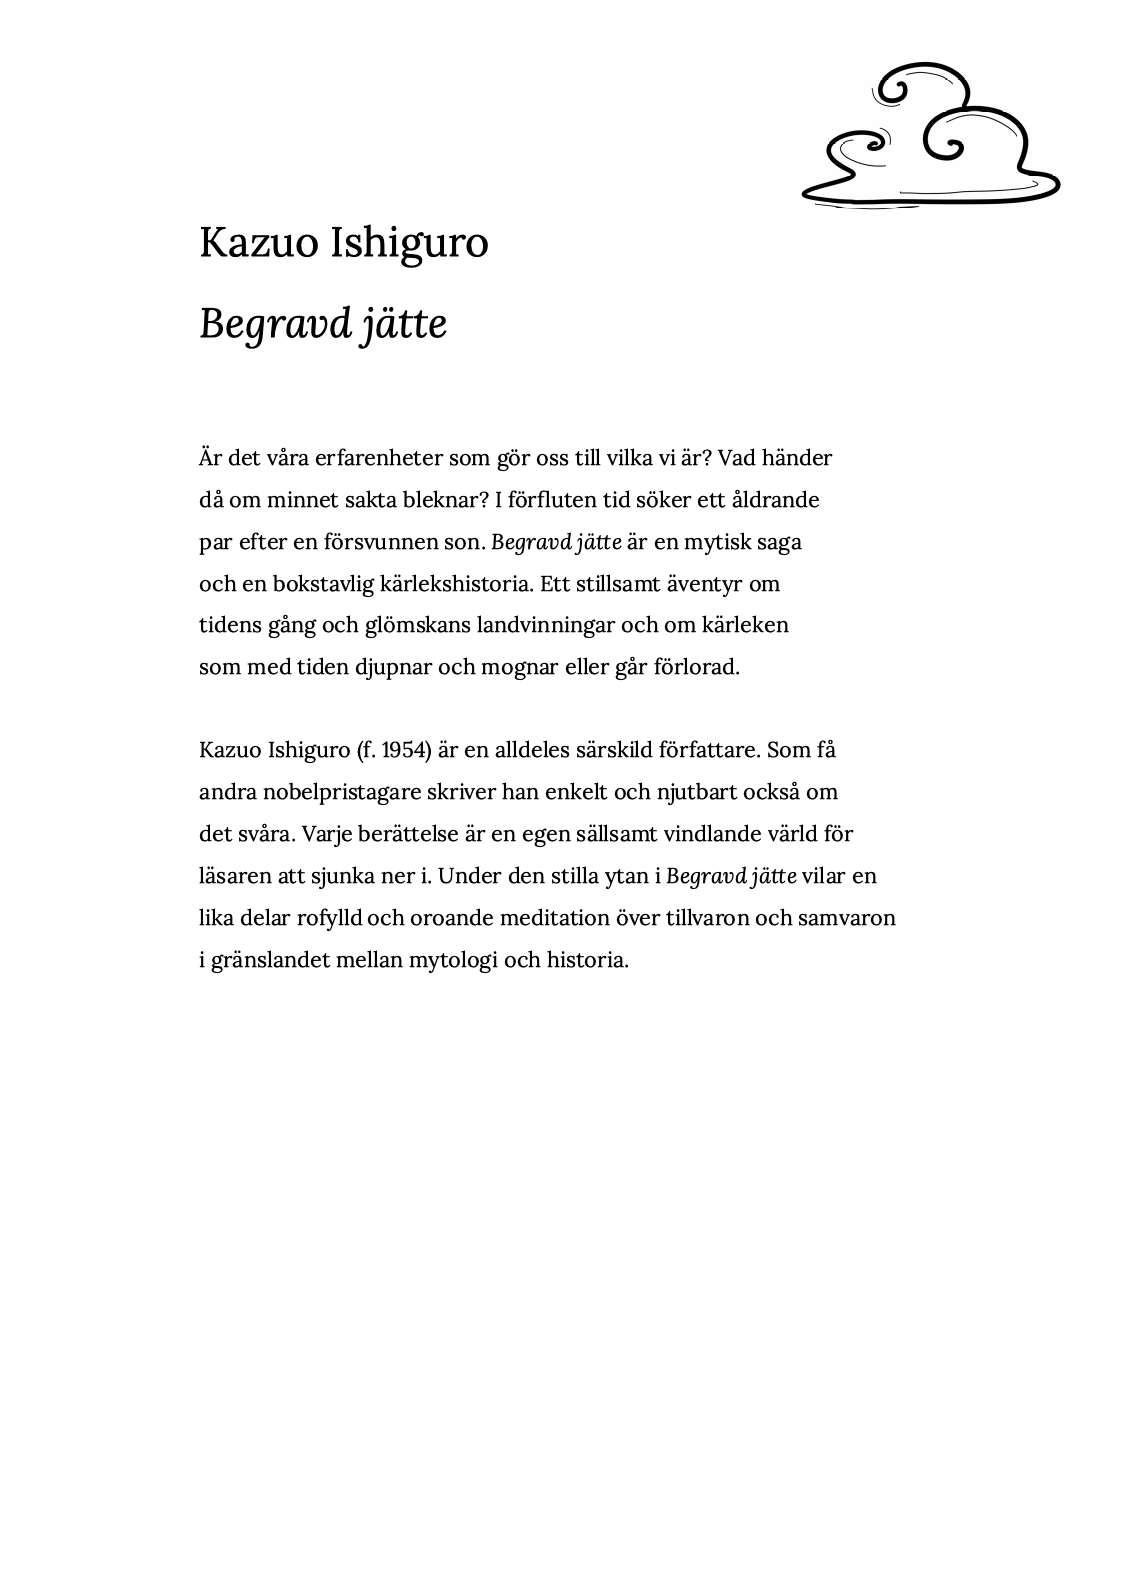 Kazuo Ishiguro
Begravd jätte
Är det våra erfarenheter som gör oss till vilka vi är? Vad händer
då om minnet sakta bleknar? I förfluten tid söker ett åldrande
par efter en försvunnen son. Begravd jätte är en mytisk saga
och en bokstavlig kärlekshistoria. Ett stillsamt äventyr om
tidens gång och glömskans landvinningar och om kärleken
som med tiden djupnar och mognar eller går förlorad.
Kazuo Ishiguro (f. 1954) är en alldeles särskild författare. Som få
andra nobelpristagare skriver han enkelt och njutbart också om
det svåra. Varje berättelse är en egen sällsamt vindlande värld för
läsaren att sjunka ner i. Under den stilla ytan i Begravd jätte vilar en
lika delar rofylld och oroande meditation över tillvaron och samvaron
i gränslandet mellan mytologi och historia.